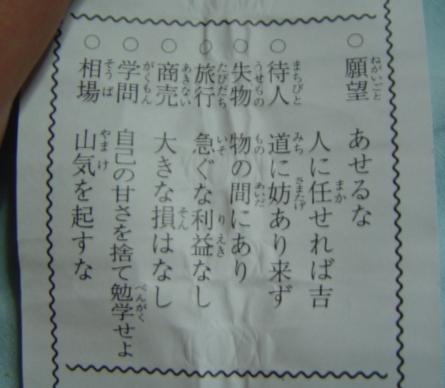 ○願望 あせるな
人に任せれば吉
○待人 道に妨あり来ず
○失物 物の間にあり
○旅行 急ぐな利益なし
○商売 大きな損はなし
○学問 自己の甘さを捨て勉学せよ
○相場 山気を起すな